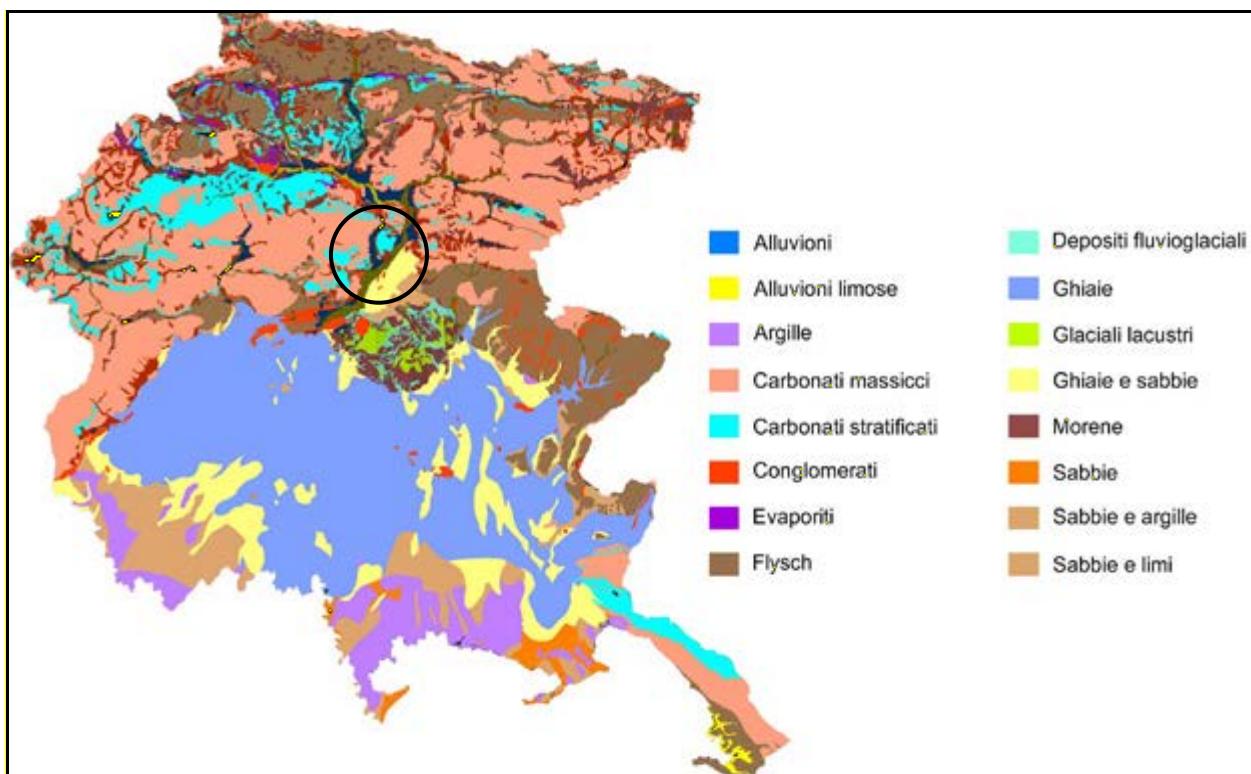 Alluvioni
Alluvioni limose
Argille
Carbonati massicci
Carbonati stratificati
Conglomerati
Evaporiti
Flysch
Depositi fluvioglaciali
Ghiaie
Glaciali lacustri
Ghiaie e sabbie
Morene
Sabbie
Sabbie e argille
Sabbie e limi